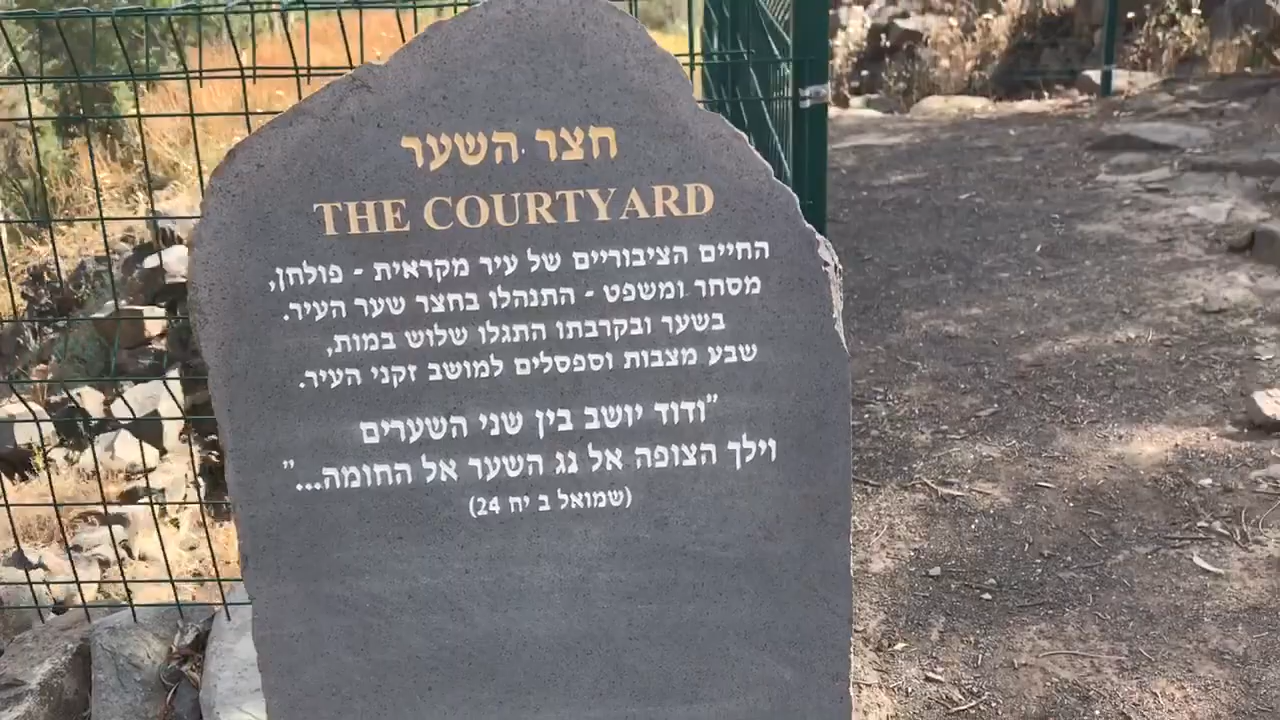 חצר השער
THE COURTYARD
החיים הציבוריים של עיר מקראית - פולחן,
מסחר ומשפט - התנהלו בחצר שער העיר.
בשער ובקרבתו התגלו שלוש במות,
שבע מצבות וספסלים למושב זקני העיר.
"ודוד יושב בין שני השערים
וילך הצופה אל גג השער אל החומה..."
(שמואל ב יח 24)